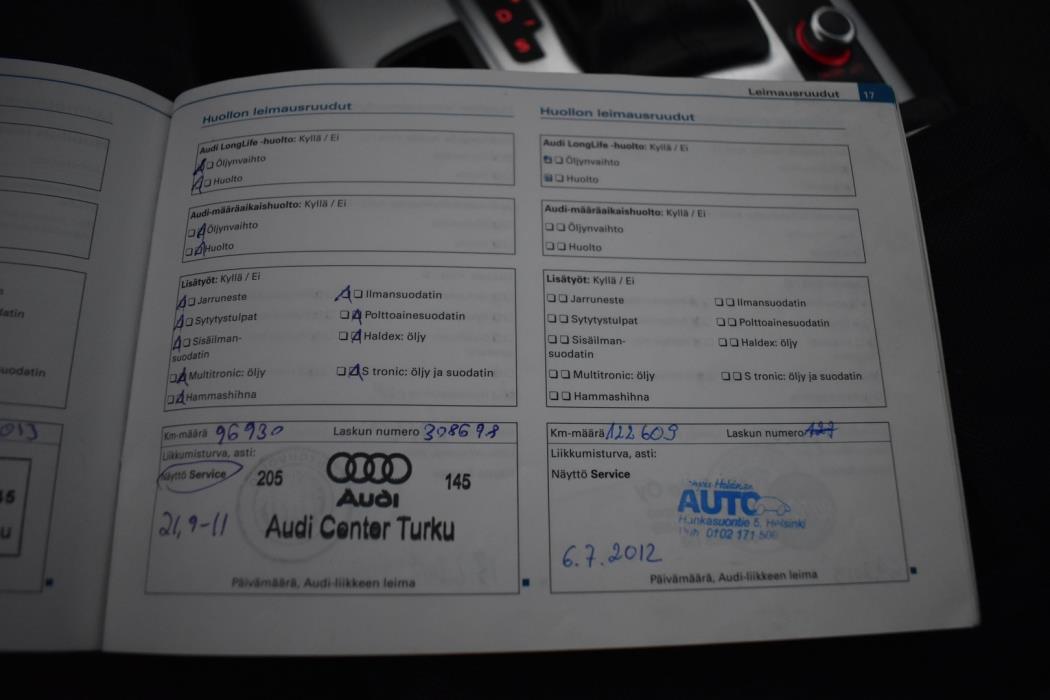 D
S
Leimausruudut 17
Huollon leimausruudut
Audi LongLife -huolto: Kyllä / Ei
Öljynvaihto
Huolto
Audi-määräaikaishuolto: Kyllä / Ei
Öljynvaihto
Huolto
Lisätyöt: Kyllä / Ei
Jarruneste
Ilmansuodatin
Sytytystulpat
Polttoainesuodatin
Sisäilman-
suodatin
Haldex: öljy
Multitronic: öljy
S tronic: öljy ja suodatin
Hammashihna
Km-määrä 96930 Laskun numero 308698
Liikkumisturva, asti:
Näyttö Service
205 Audi 145
21,9-11
Audi Center Turku
Päivämäärä, Audi-liikkeen leima
Huollon leimausruudut
Audi LongLife -huolto: Kyllä / Ei
Öljynvaihto
Huolto
Audi-määräaikaishuolto: Kyllä / Ei
Öljynvaihto
Huolto
Lisätyöt: Kyllä / Ei
Jarruneste
Ilmansuodatin
Sytytystulpat
Polttoainesuodatin
Sisäilman-
suodatin
Haldex: öljy
Multitronic: öljy
S tronic: öljy ja suodatin
Hammashihna
Km-määrä 122609 Laskun numero
Liikkumisturva, asti:
Näyttö Service
AUTO
Helsinki
0102 171 500
6.7.2012
Päivämäärä, Audi-liikkeen leima